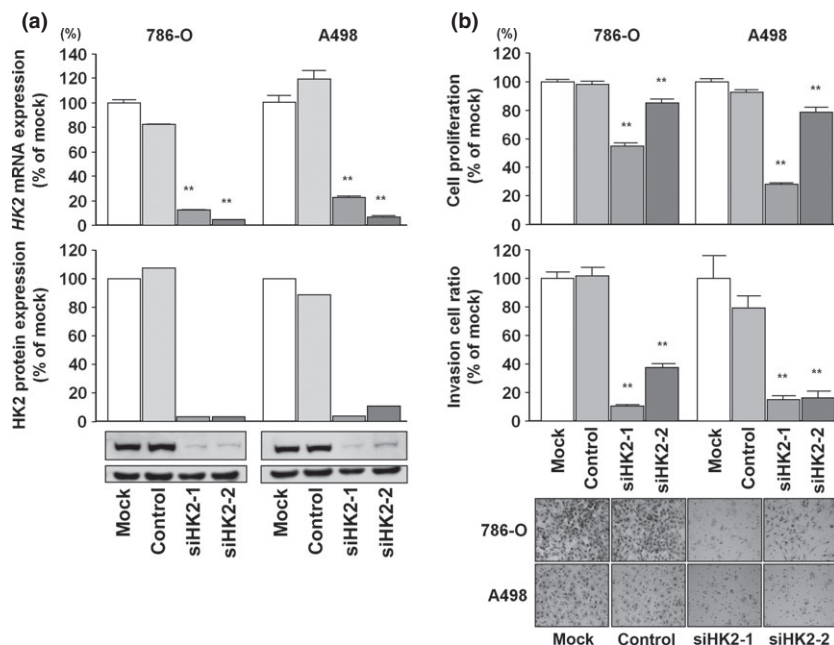 (a)
(%)
786-O
A498
HK2 mRNA expression
(% of mock)
140
120
100
80
60
40
20
0
**
**
**
**
HK2 protein expression
(% of mock)
120
100
80
60
40
20
0
Mock
Control
siHK2-1
siHK2-2
Mock
Control
siHK2-1
siHK2-2
(b)
(%)
786-O
A498
Cell proliferation
(% of mock)
120
100
80
60
40
20
0
**
**
**
**
Invasion cell ratio
(% of mock)
120
100
80
60
40
20
0
**
**
**
**
Mock
Control
siHK2-1
siHK2-2
Mock
Control
siHK2-1
siHK2-2
786-O
A498
Mock
Control
siHK2-1
siHK2-2